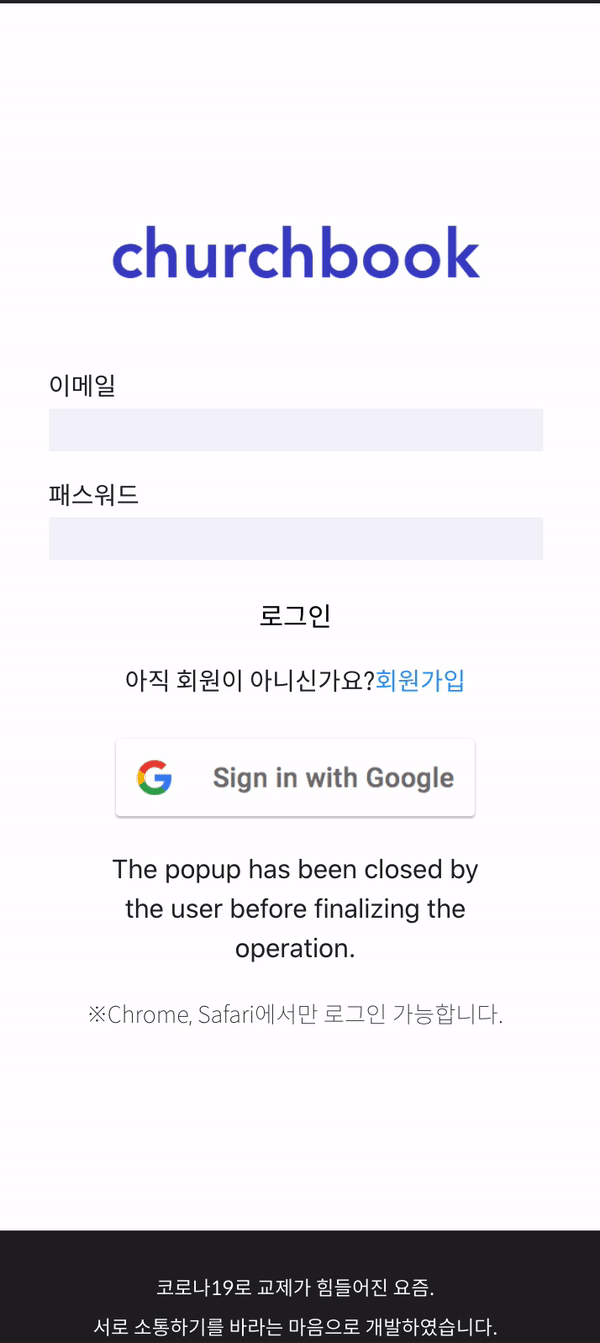 churchbook
이메일
패스워드
로그인
아직 회원이 아니신가요?회원가입
Sign in with Google
The popup has been closed by
the user before finalizing the
operation.
※Chrome, Safari에서만 로그인 가능합니다.
코로나19로 교제가 힘들어진 요즘.
서로 소통하기를 바라는 마음으로 개발하였습니다.